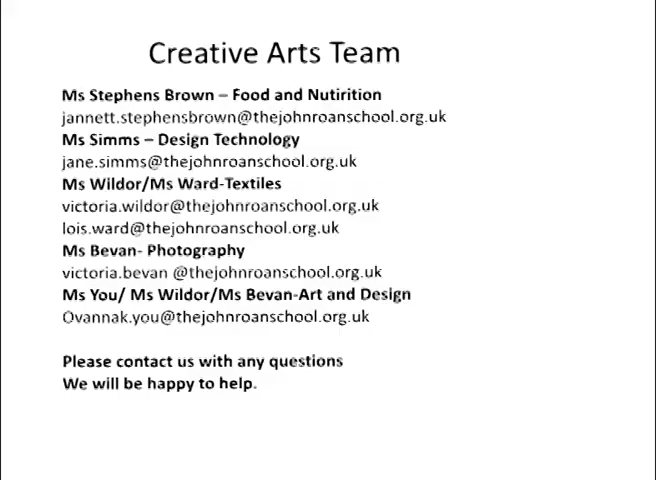 Creative Arts Team
Ms Stephens Brown – Food and Nutirition
jannett.stephensbrown@thejohnroanschool.org.uk
Ms Simms – Design Technology
jane.simms@thejohnroanschool.org.uk
Ms Wildor/Ms Ward-Textiles
victoria.wildor@thejohnroanschool.org.uk
lois.ward@thejohnroanschool.org.uk
Ms Bevan- Photography
victoria.bevan @thejohnroanschool.org.uk
Ms You/ Ms Wildor/Ms Bevan-Art and Design
Ovannak.you@thejohnroanschool.org.uk
Please contact us with any questions
We will be happy to help.